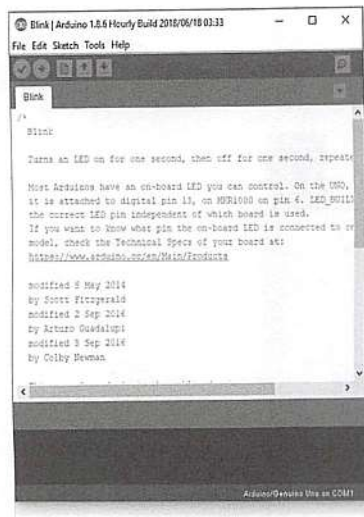 Blink | Arduino 1.8.6 Hourly Build 2018/06/18 03:33
File Edit Sketch Tools Help
Blink
/*
Blink
Turns an LED on for one second, then off for one second, repeate
Most Arduinos have an on-board LED you can control. On the UNO,
it is attached to digital pin 13, on MKR1000 on pin 6. LED_BUIL
the correct LED pin independent of which board is used.
If you want to know what pin the on-board LED is connected to
model, check the Technical Specs of your board at:
https://www.arduino.cc/en/Main/Products
modified 8 May 2014
by Scott Fitzgerald
modified 2 Sep 2016
by Arturo Guadalupi
modified 8 Sep 2016
by Colby Newman
Arduino/Genuino Uno on COM1